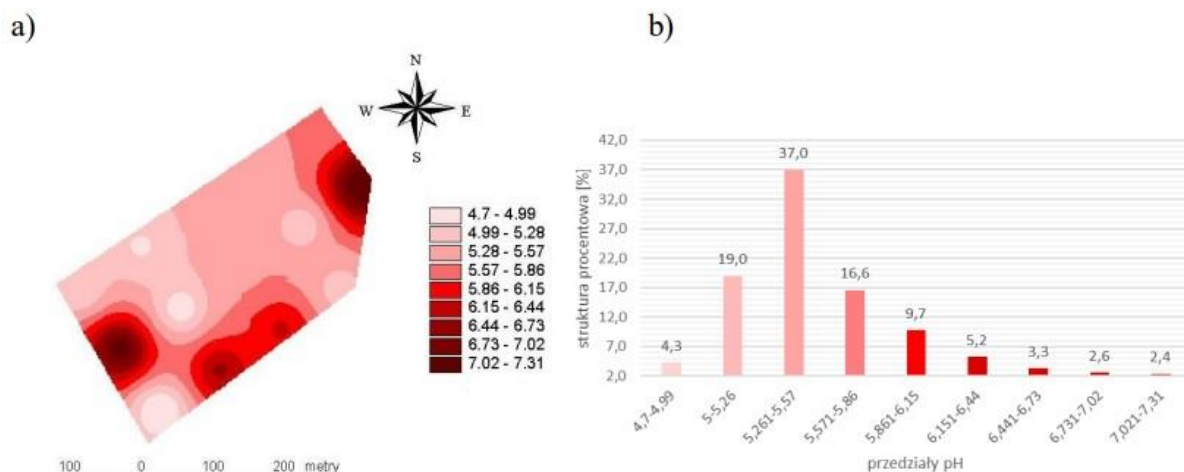 a)
N
W E
S
4.7 - 4.99
4.99 - 5.28
5.28 - 5.57
5.57 - 5.86
5.86 - 6.15
6.15 - 6.44
6.44 - 6.73
6.73 - 7.02
7.02 - 7.31
100 0 100 200 metry
b)
struktura procentowa [%]
42,0
37,0
32,0
27,0
22,0
17,0
12,0
7,0
2,0
4,3
19,0
37,0
16,6
9,7
5,2
3,3
2,6
2,4
4,7-4,99
5-5,26
5,261-5,57
5,571-5,86
5,861-6,15
6,151-6,44
6,441-6,73
6,731-7,02
7,021-7,31
przedziały pH